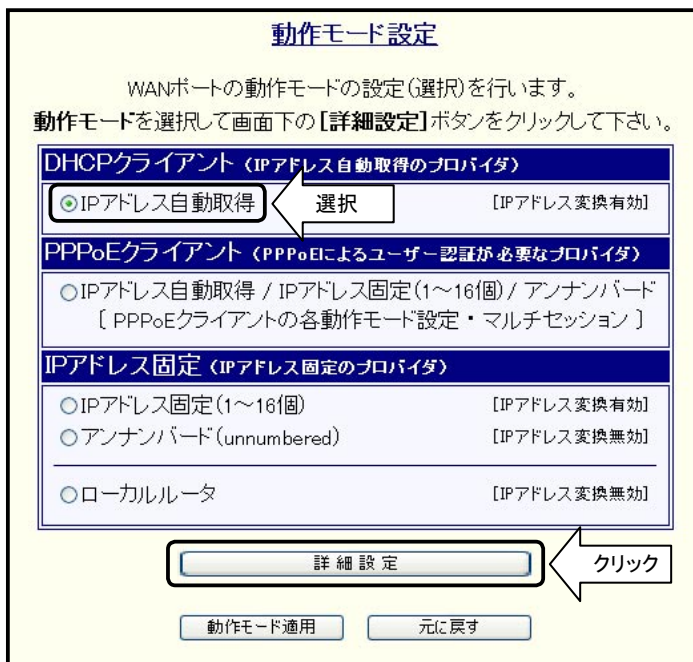 動作モード設定
WANポートの動作モードの設定(選択)を行います。
動作モードを選択して画面下の[詳細設定]ボタンをクリックして下さい。
DHCPクライアント (IPアドレス自動取得のプロバイダ)
IPアドレス自動取得 選択 [IPアドレス変換有効]
PPPoEクライアント (PPPoEによるユーザー認証が必要なプロバイダ)
IPアドレス自動取得 / IPアドレス固定(1～16個) / アンナンバード
[ PPPoEクライアントの各動作モード設定・マルチセッション ]
IPアドレス固定 (IPアドレス固定のプロバイダ)
IPアドレス固定(1～16個) [IPアドレス変換有効]
アンナンバード(unnumbered) [IPアドレス変換無効]
ローカルルータ [IPアドレス変換無効]
詳細設定 クリック
動作モード適用 元に戻す